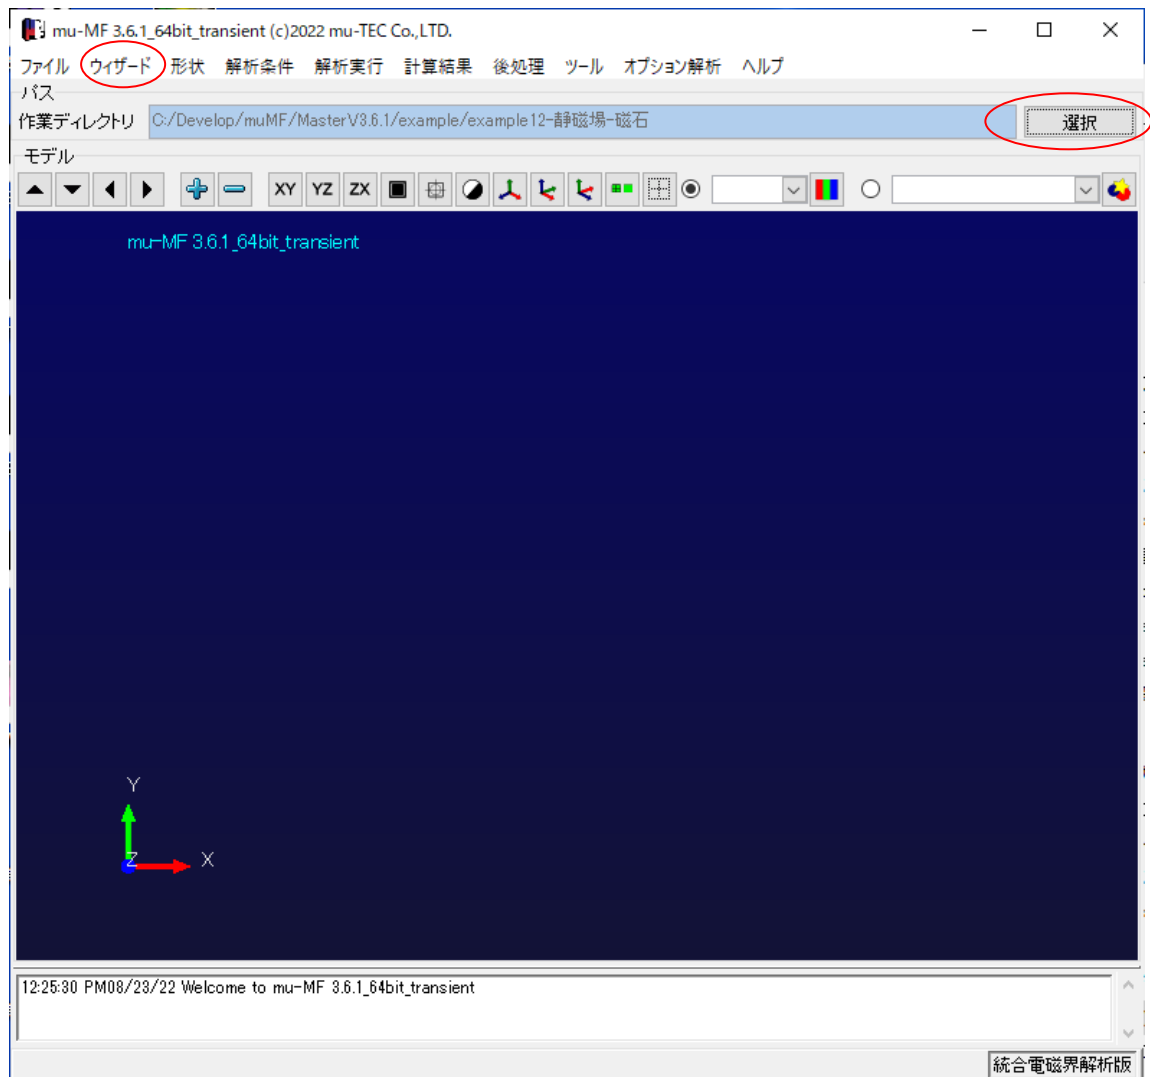 mu-MF 3.6.1_64bit_transient (c)2022 mu-TEC Co.,LTD.
ファイル ウィザード 形状 解析条件 解析実行 計算結果 後処理 ツール オプション解析 ヘルプ
パス
作業ディレクトリ C:/Develop/muMF/MasterV3.6.1/example/example12-静磁場-磁石 選択
モデル
XY YZ ZX
mu-MF 3.6.1_64bit_transient
Y
Z X
12:25:30 PM08/23/22 Welcome to mu-MF 3.6.1_64bit_transient
統合電磁界解析版